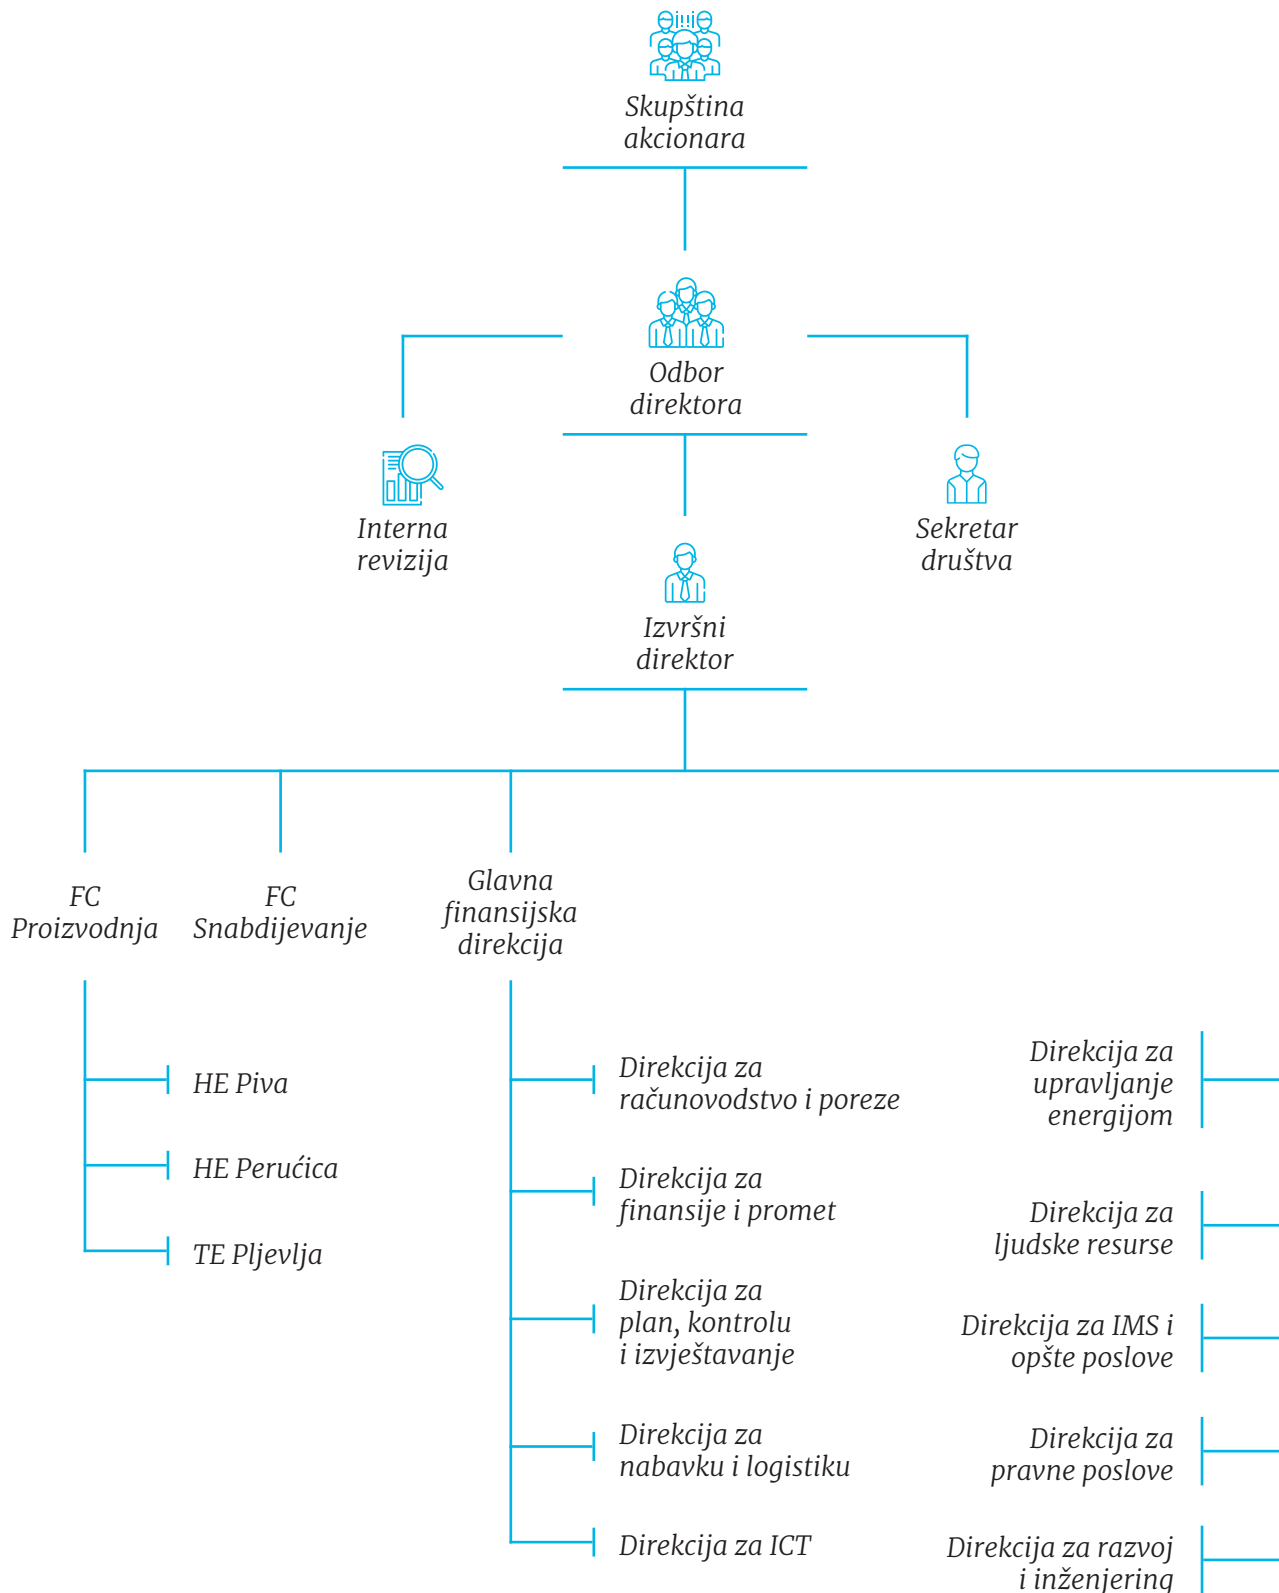 Skupština
akcionara
Odbor
direktora
Interna
revizija
Sekretar
društva
Izvršni
direktor
FC
Proizvodnja
FC
Snabdijevanje
Glavna
finansijska
direkcija
HE Piva
HE Perućica
TE Pljevlja
Direkcija za
računovodstvo i poreze
Direkcija za
finansije i promet
Direkcija za
plan, kontrolu
i izvještavanje
Direkcija za
nabavku i logistiku
Direkcija za ICT
Direkcija za
upravljanje
energijom
Direkcija za
ljudske resurse
Direkcija za IMS i
opšte poslove
Direkcija za
pravne poslove
Direkcija za razvoj
i inženjering